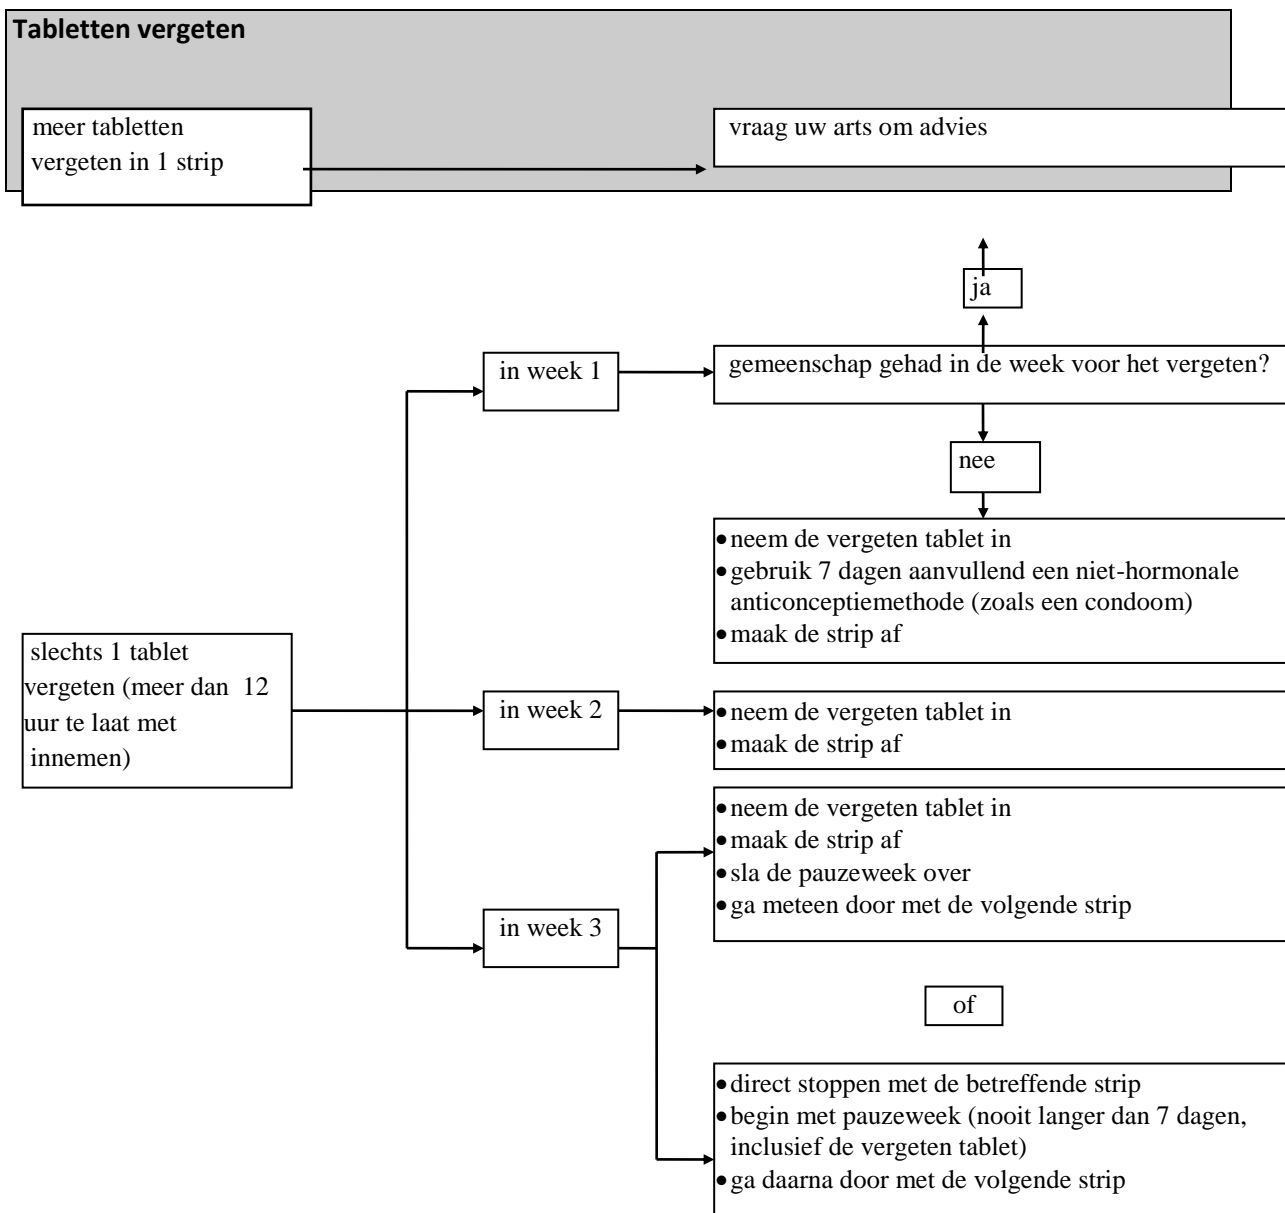 Tabletten vergeten
meer tabletten
vergeten in 1 strip
vraag uw arts om advies
ja
in week 1
gemeenschap gehad in de week voor het vergeten?
nee
• neem de vergeten tablet in
• gebruik 7 dagen aanvullend een niet-hormonale
anticonceptiemethode (zoals een condoom)
• maak de strip af
slechts 1 tablet
vergeten (meer dan 12
uur te laat met
innemen)
in week 2
• neem de vergeten tablet in
• maak de strip af
in week 3
• neem de vergeten tablet in
• maak de strip af
• sla de pauzeweek over
• ga meteen door met de volgende strip
of
• direct stoppen met de betreffende strip
• begin met pauzeweek (nooit langer dan 7 dagen,
inclusief de vergeten tablet)
• ga daarna door met de volgende strip